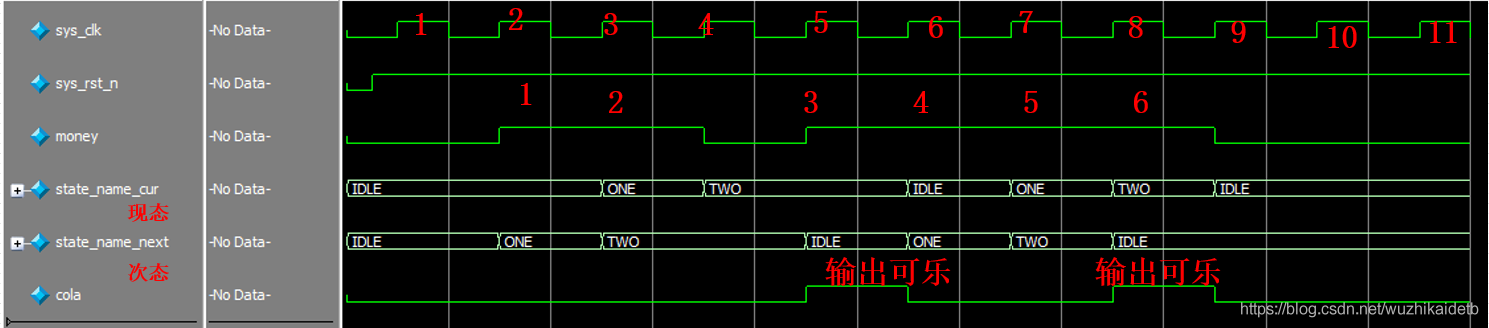 sys_clk -No Data- 1 2 3 4 5 6 7 8 9 10 11
sys_rst_n -No Data-
1 2 3 4 5 6
money -No Data-
state_name_cur -No Data- IDLE ONE TWO IDLE ONE TWO IDLE
现态
state_name_next -No Data- IDLE ONE TWO IDLE ONE TWO IDLE
次态 输出可乐 输出可乐
cola -No Data-
https://blog.csdn.net/wuzhikaidetb